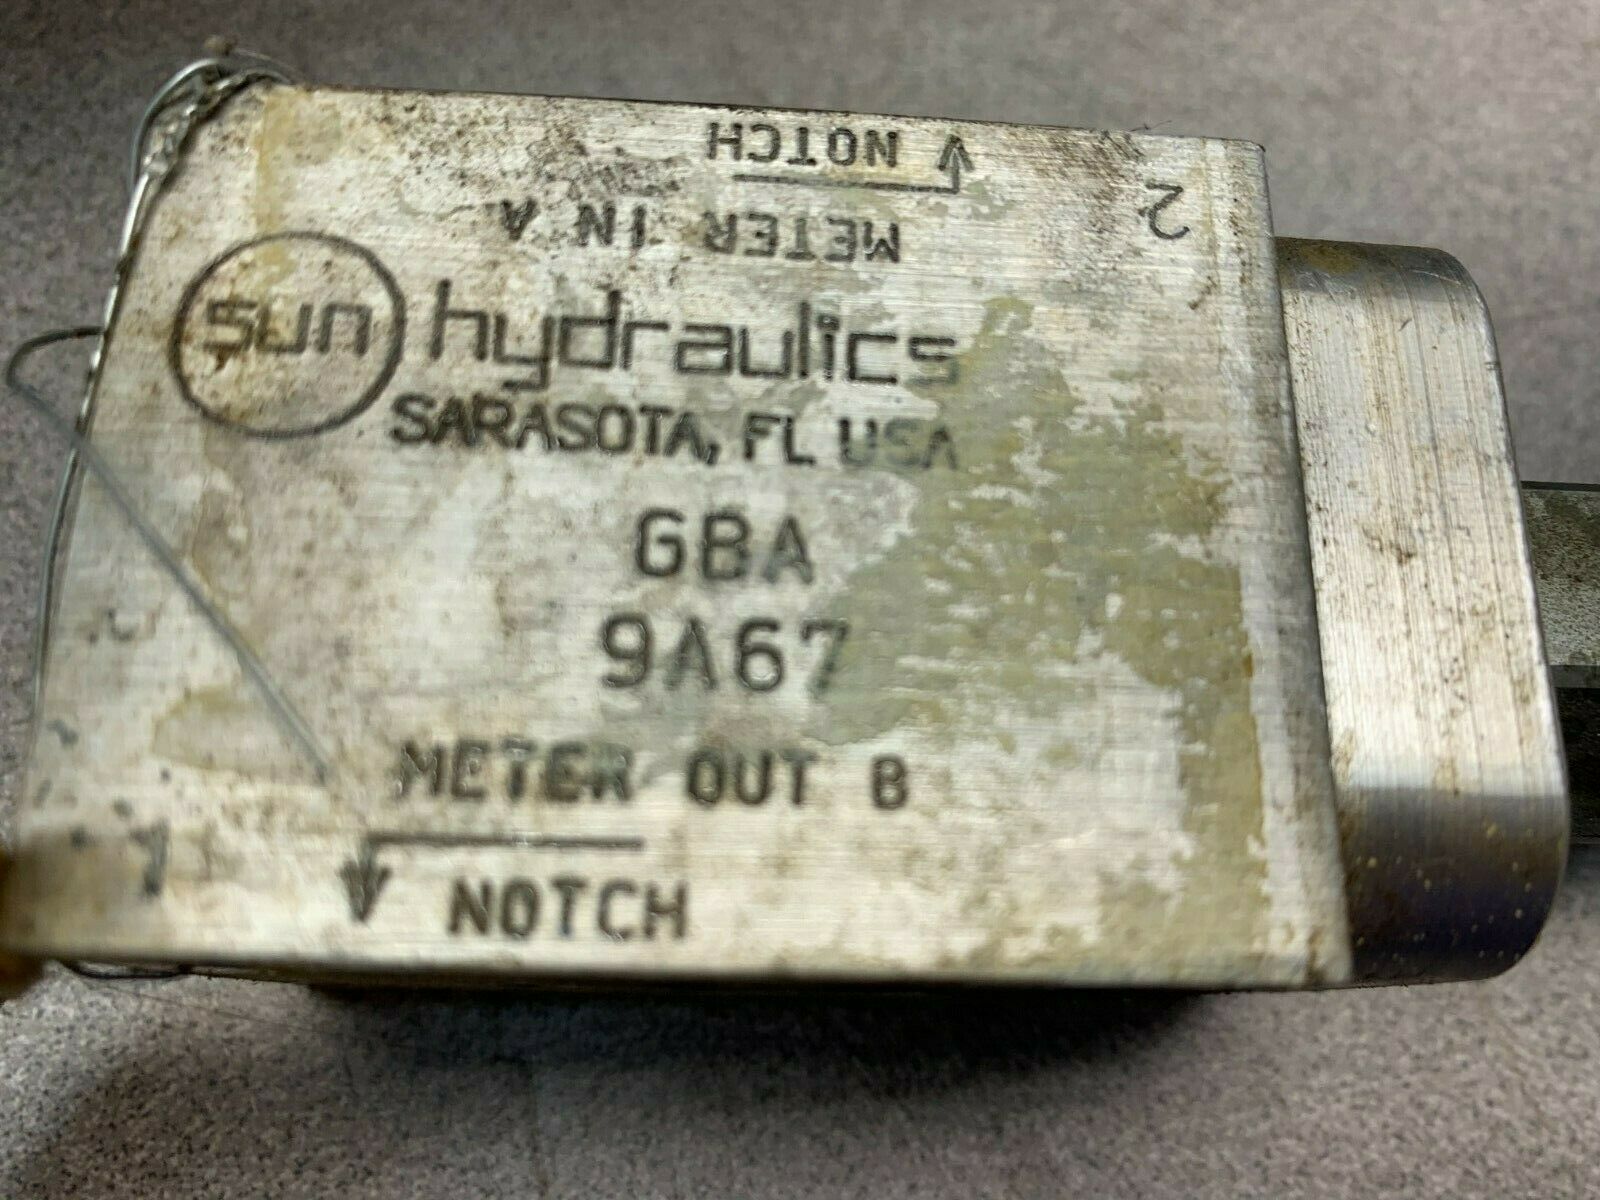 NOTCH
METER IN A
2
sun hydraulics
SARASOTA, FL USA
GBA
9A67
METER OUT B
1
NOTCH